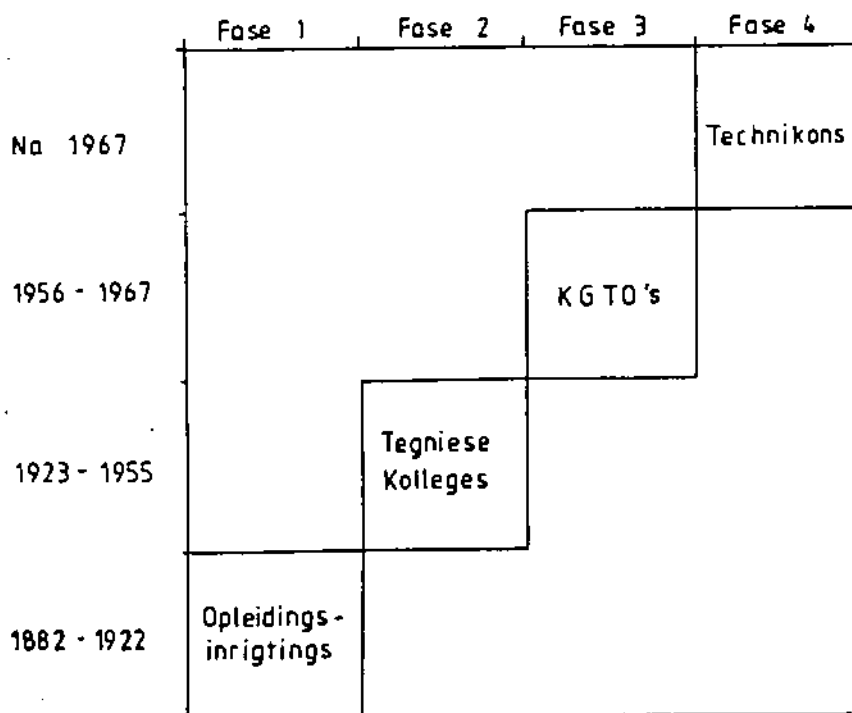 Fase 1 Fase 2 Fase 3 Fase 4
Na 1967
Technikons
1956 - 1967
KGTO's
1923 - 1955
Tegniese
Kolleges
1882 - 1922
Opleidings-
inrigtings